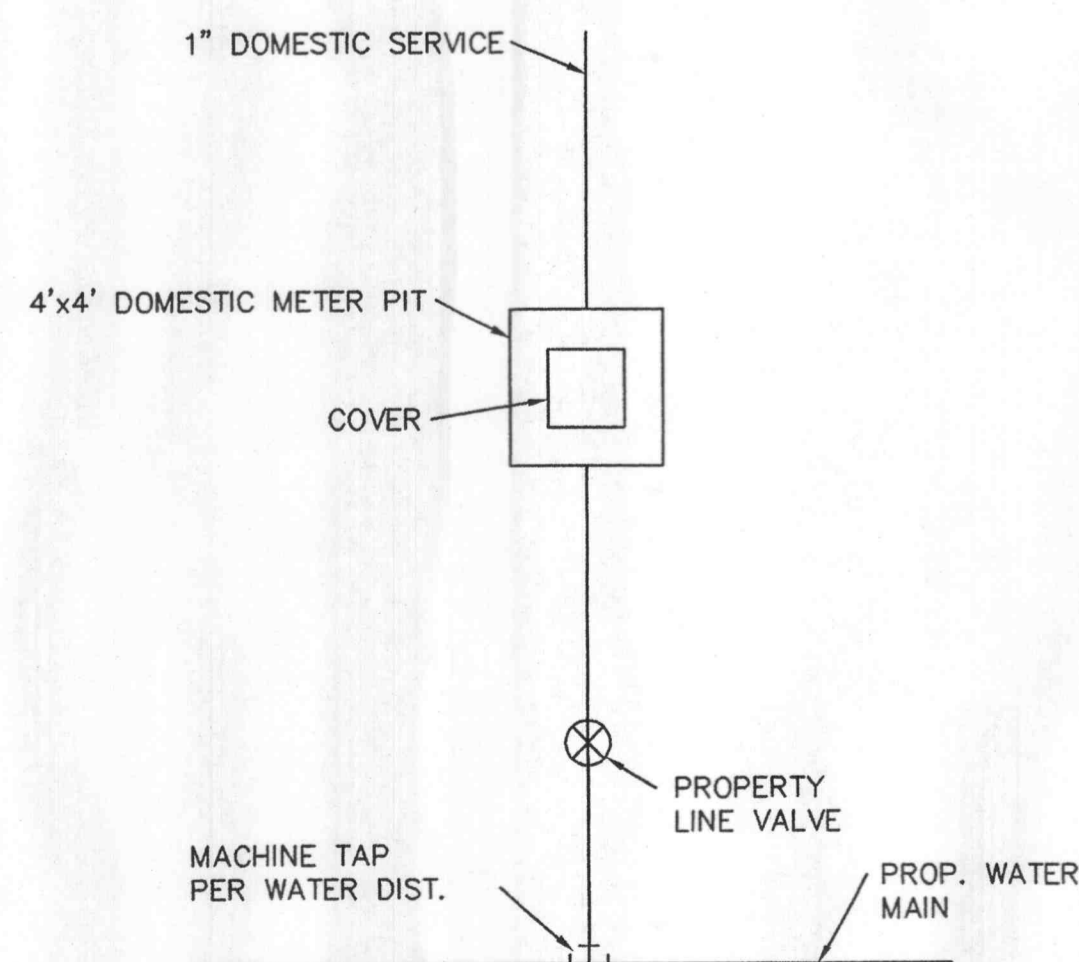 1" DOMESTIC SERVICE
4'x4' DOMESTIC METER PIT
COVER
PROPERTY
LINE VALVE
MACHINE TAP
PER WATER DIST.
PROP. WATER
MAIN